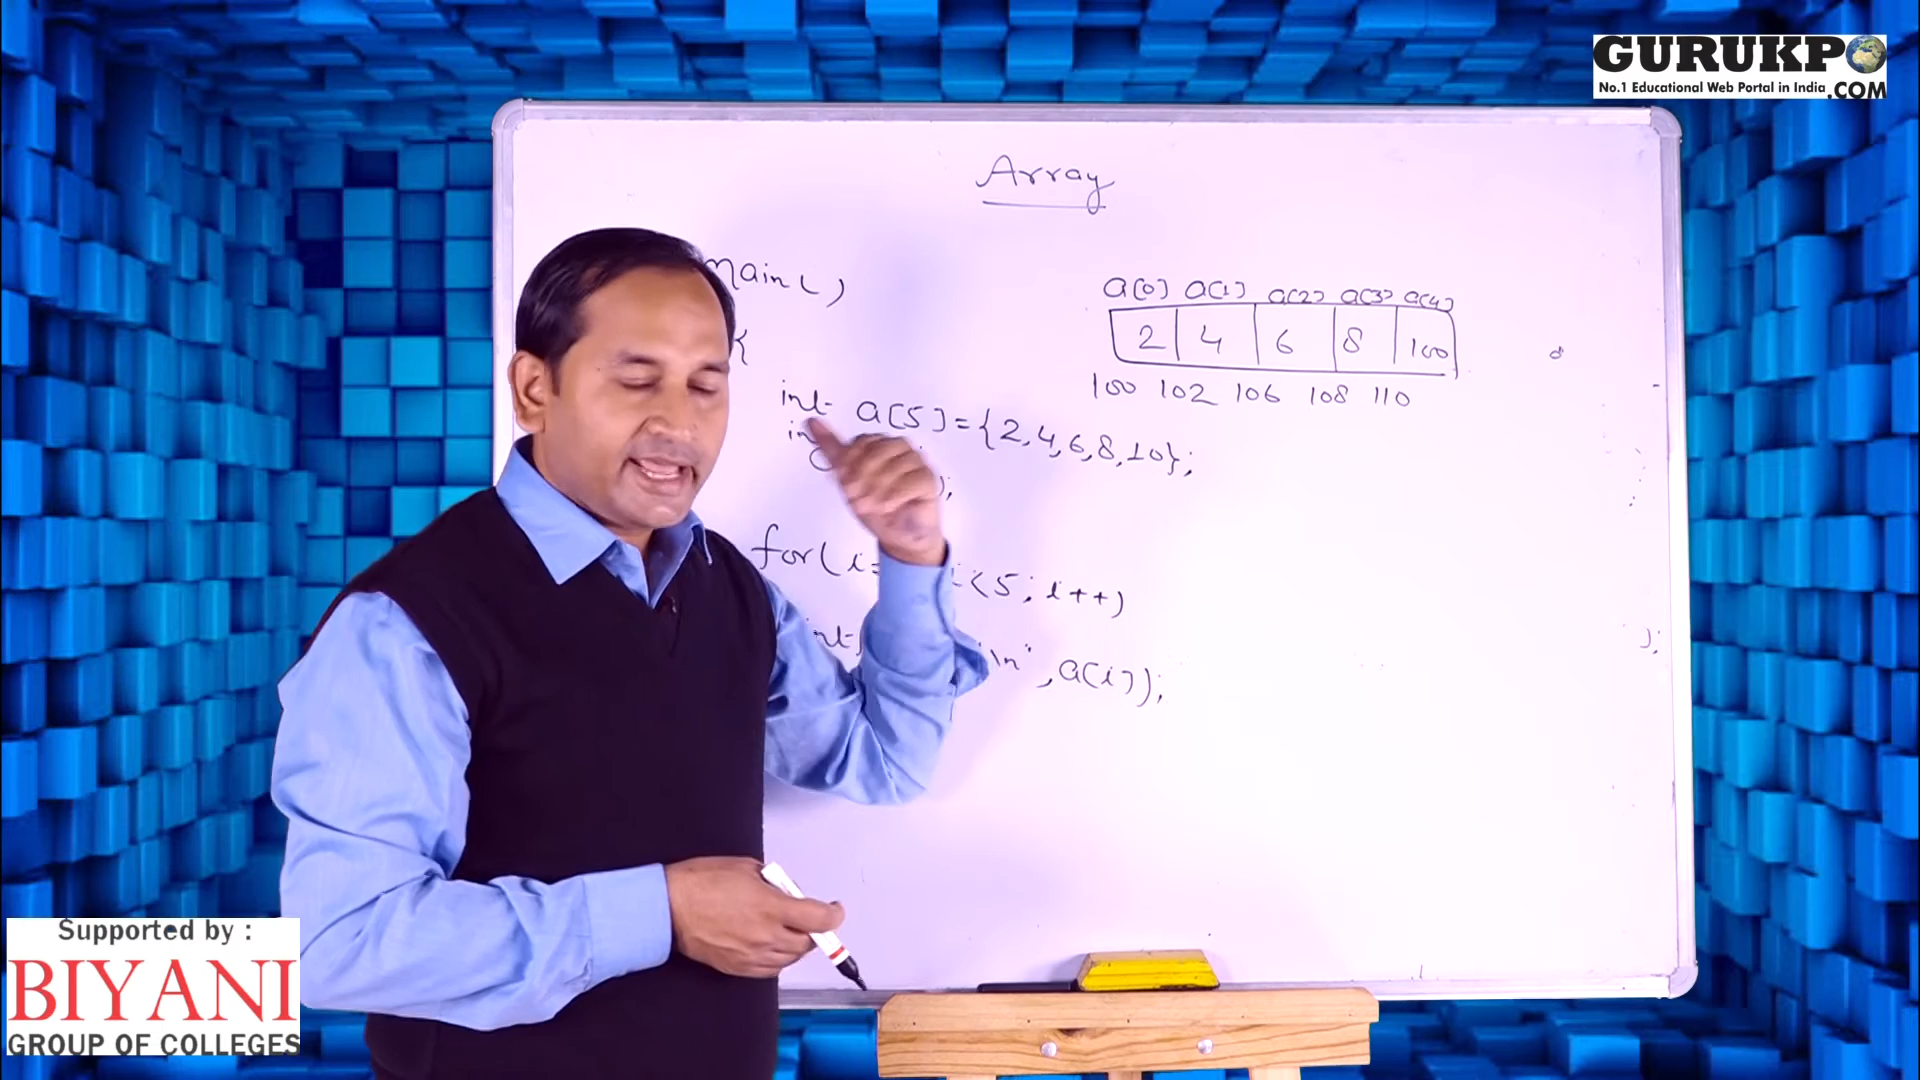 GURUKPO
No.1 Educational Web Portal in India .COM
Array
main()
{
int a[5]={2,4,6,8,10};
for(i= i<5; i++)
\n" ,a[i]);
a[0] a[1] a[2] a[3] a[4]
2 4 6 8 100
100 102 106 108 110
Supported by :
BIYANI
GROUP OF COLLEGES